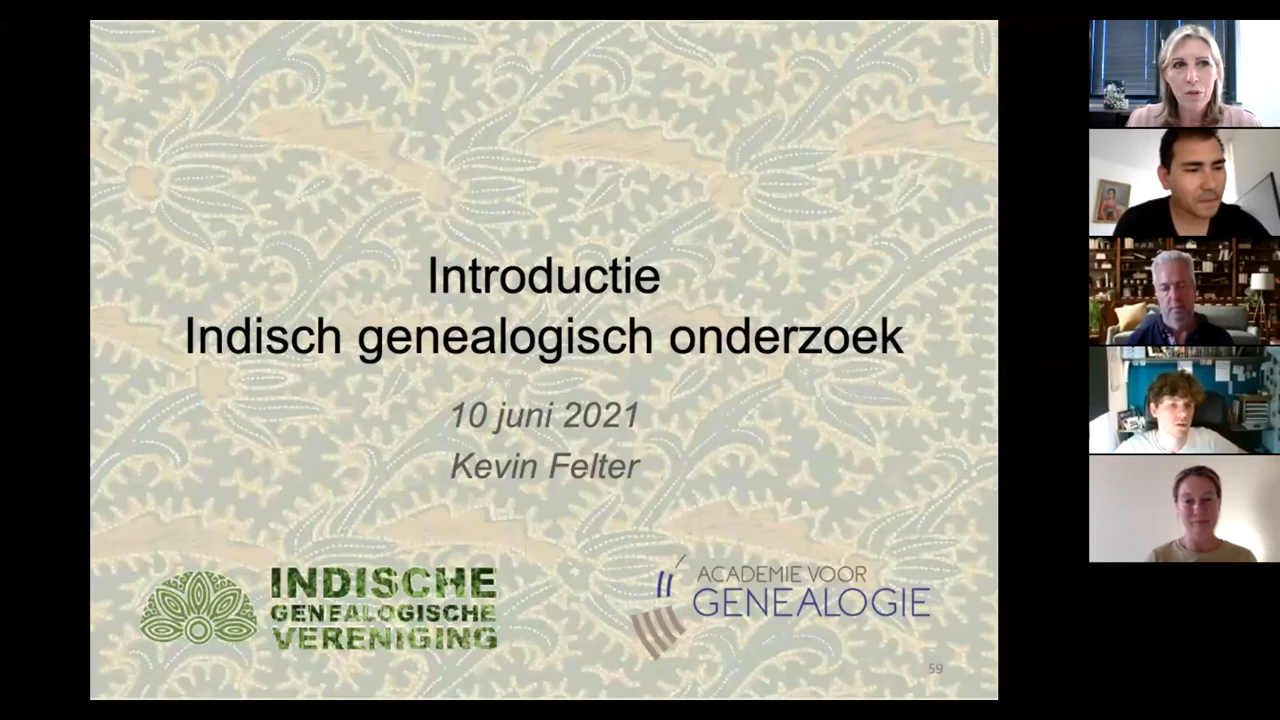 Introductie
Indisch genealogisch onderzoek
10 juni 2021
Kevin Felter
INDISCHE
GENEALOGISCHE
VERENIGING
ACADEMIE VOOR
GENEALOGIE
59